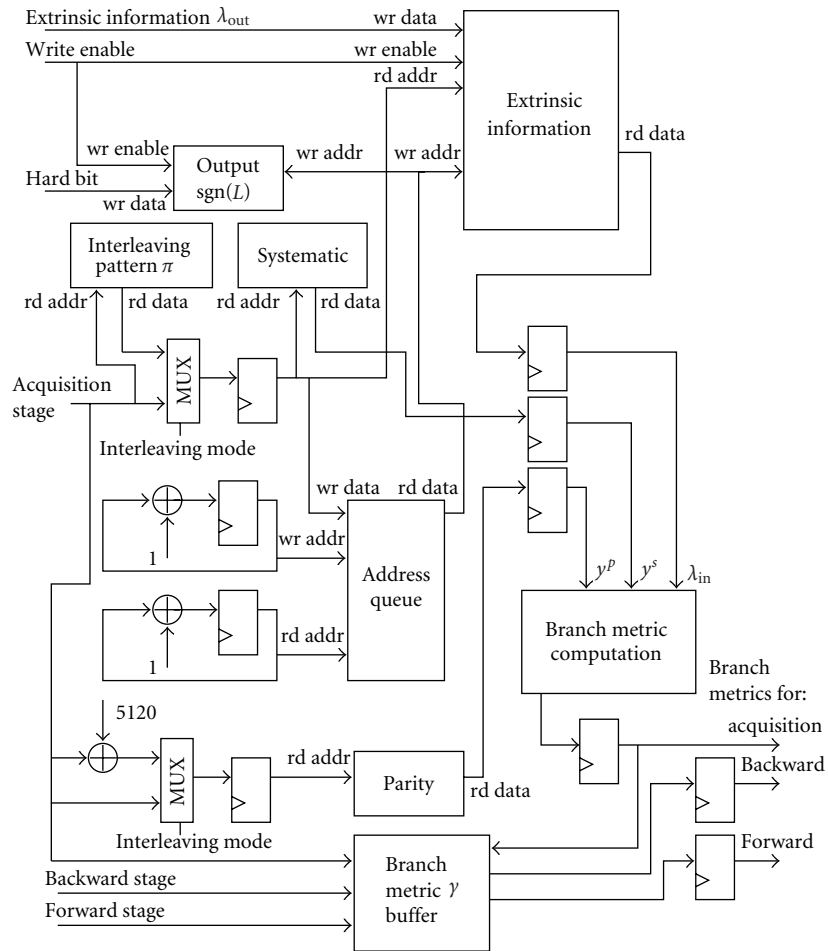 Extrinsic information λout
wr data
Write enable
wr enable
rd addr
Extrinsic
information
rd data
wr enable
Output
sgn(L)
wr addr
wr addr
Hard bit
wr data
Interleaving
pattern π
Systematic
rd addr
rd data
rd addr
rd data
MUX
Acquisition
stage
Interleaving mode
wr data
rd data
1
wr addr
Address
queue
rd addr
1
y^p
y^s
λin
Branch metric
computation
Branch
metrics for:
acquisition
5120
rd addr
MUX
Parity
rd data
Backward
Interleaving mode
Forward
Branch
metric γ
buffer
Backward stage
Forward stage